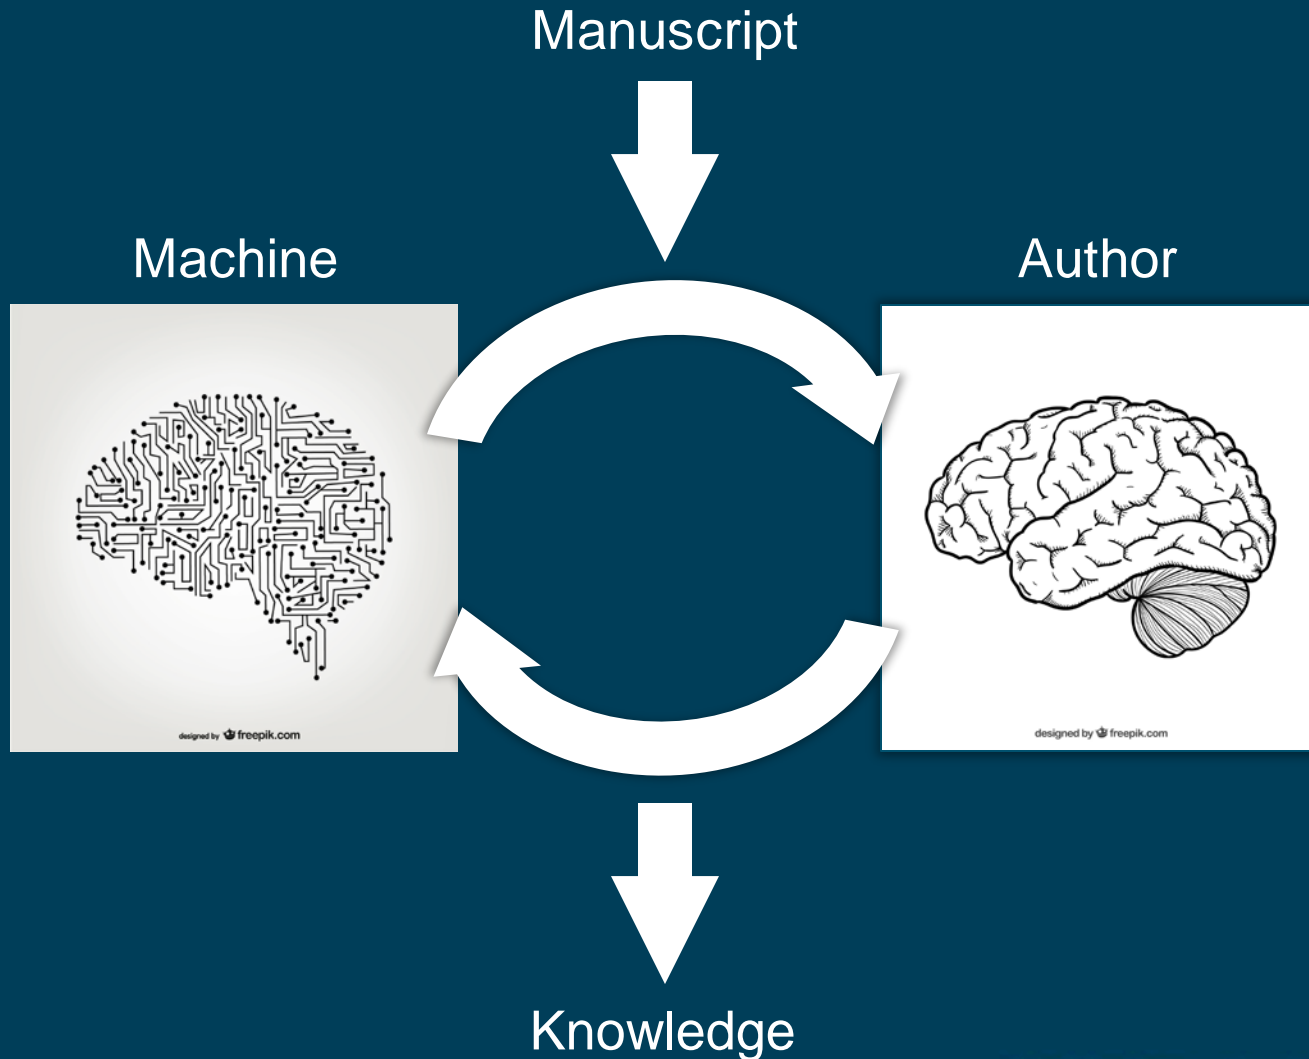 Manuscript
Machine
Author
designed by freepik.com
designed by freepik.com
Knowledge